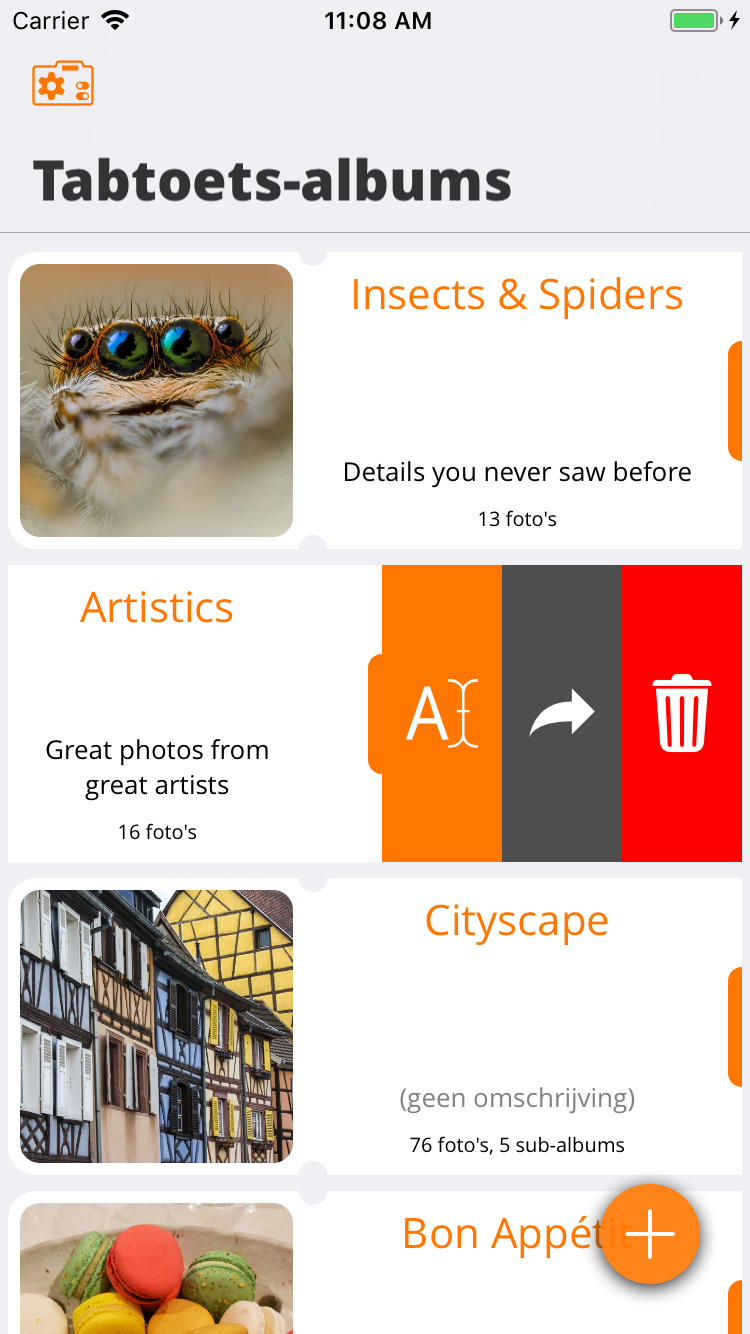 Carrier 11:08 AM
Tabtoets-albums
Insects & Spiders
Details you never saw before
13 foto's
Artistics
Great photos from
great artists
16 foto's
A
Cityscape
(geen omschrijving)
76 foto's, 5 sub-albums
Bon Appétit